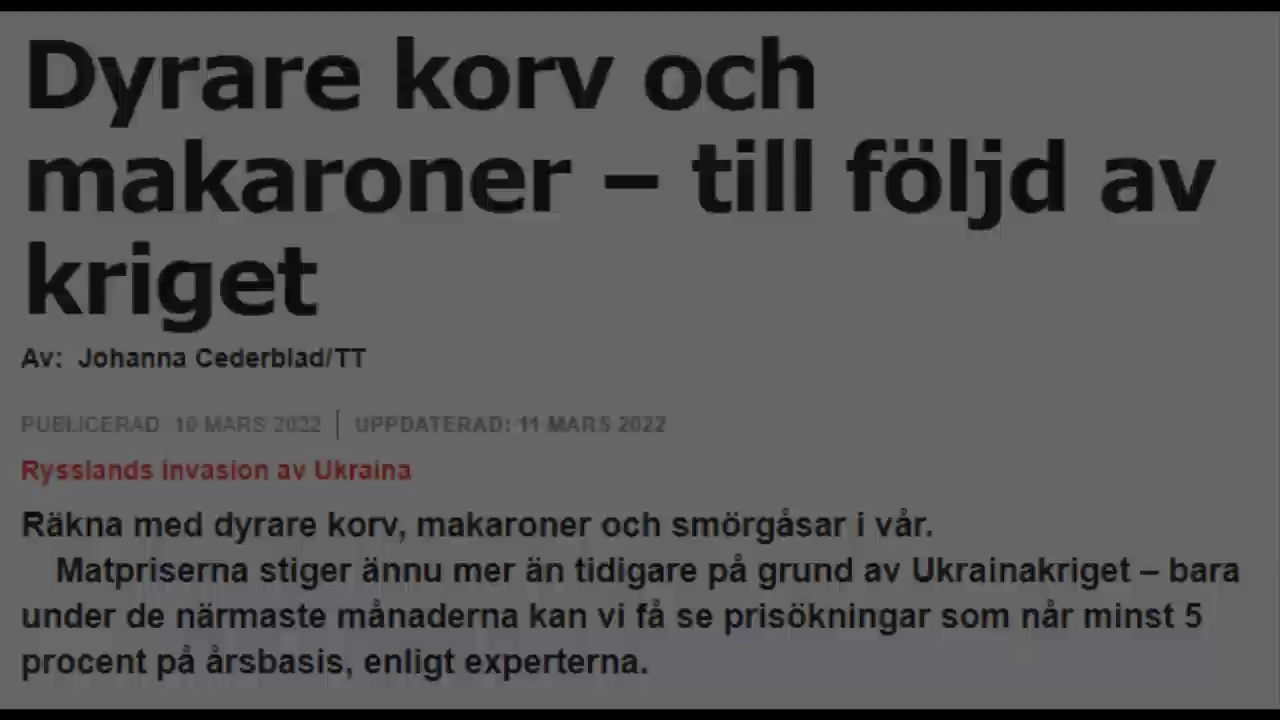 Dyrare korv och
makaroner – till följd av
kriget
Av: Johanna Cederblad/TT
PUBLICERAD 10 MARS 2022 | UPPDATERAD: 11 MARS 2022
Rysslands invasion av Ukraina
Räkna med dyrare korv, makaroner och smörgåsar i vår.
Matpriserna stiger ännu mer än tidigare på grund av Ukrainakriget – bara
under de närmaste månaderna kan vi få se prisökningar som når minst 5
procent på årsbasis, enligt experterna.